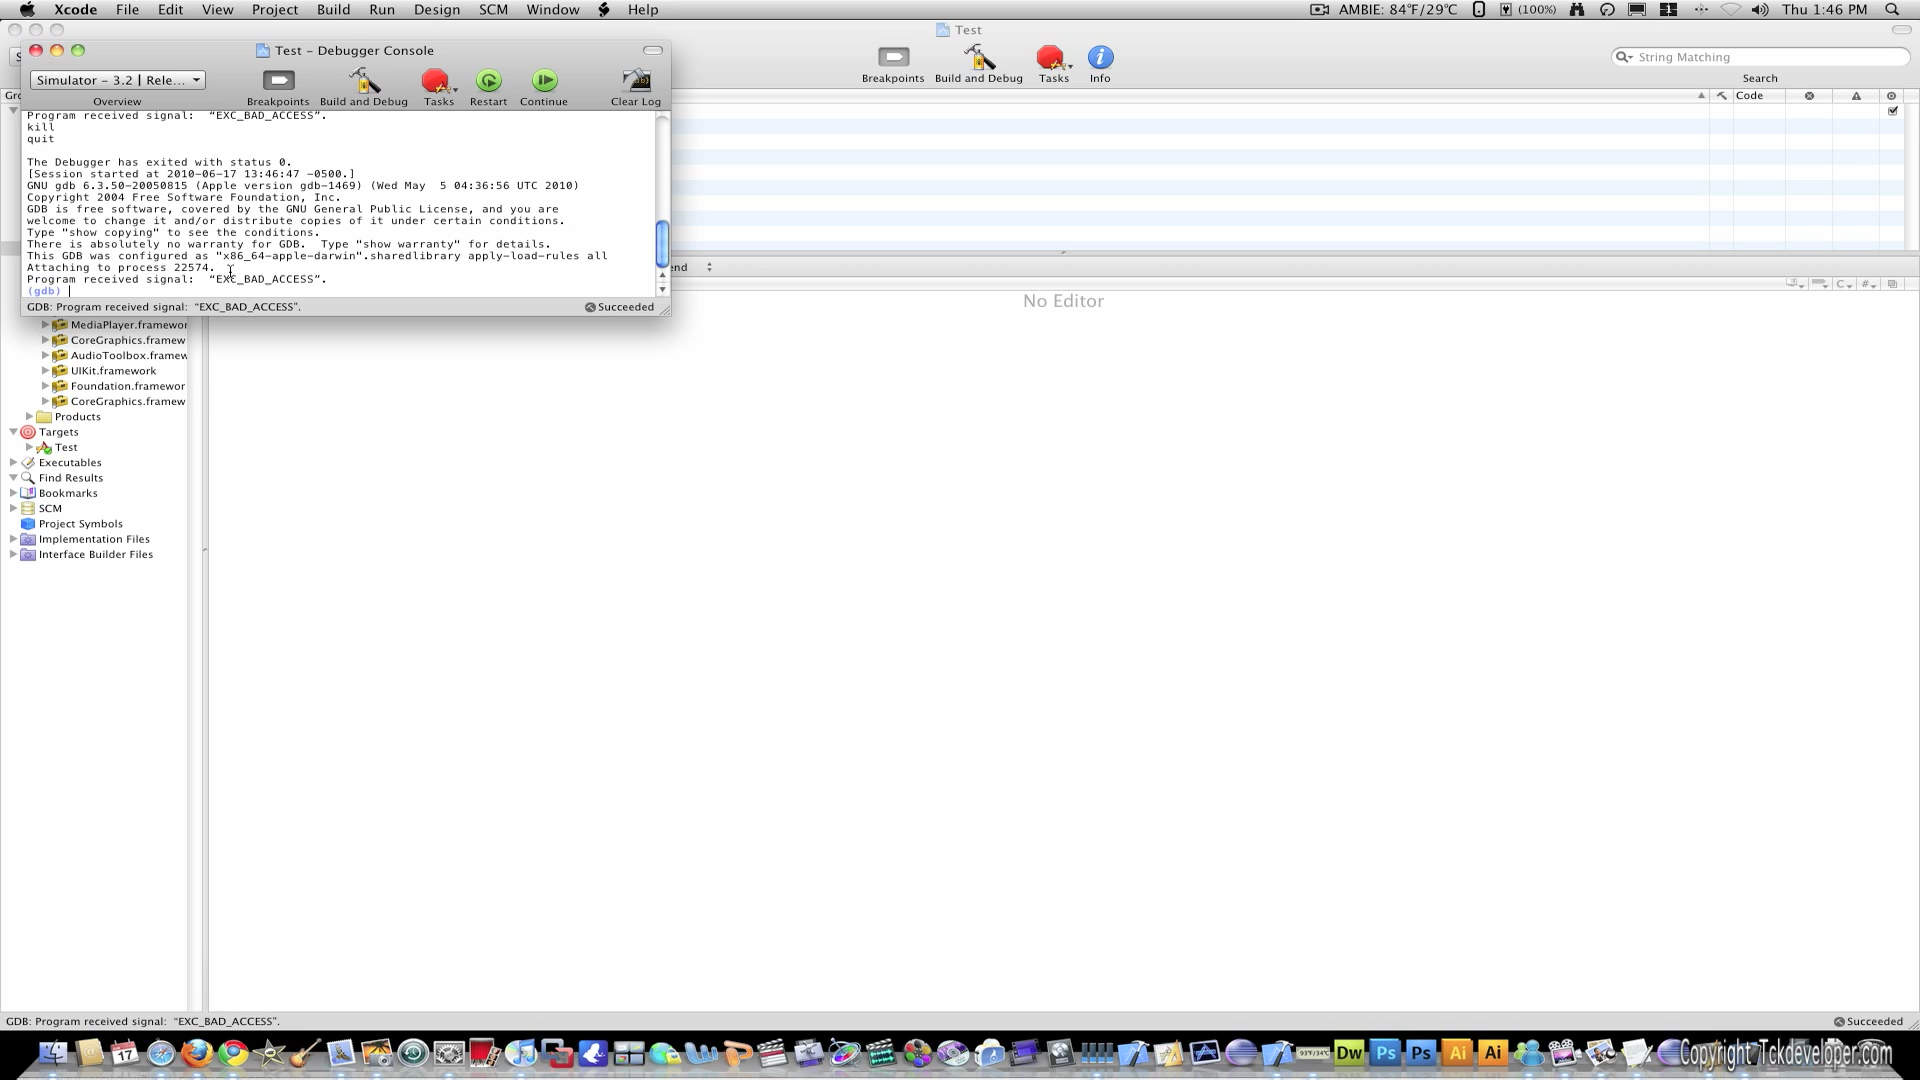 Xcode File Edit View Project Build Run Design SCM Window Help
AMBIE: 84°F/29°C (100%) Thu 1:46 PM
Test
Breakpoints Build and Debug Tasks Info
String Matching
Search
Code
Test – Debugger Console
Simulator – 3.2 | Rele...
Overview
Breakpoints Build and Debug Tasks Restart Continue Clear Log
Program received signal: “EXC_BAD_ACCESS”.
kill
quit
The Debugger has exited with status 0.
[Session started at 2010-06-17 13:46:47 -0500.]
GNU gdb 6.3.50-20050815 (Apple version gdb-1469) (Wed May 5 04:36:56 UTC 2010)
Copyright 2004 Free Software Foundation, Inc.
GDB is free software, covered by the GNU General Public License, and you are
welcome to change it and/or distribute copies of it under certain conditions.
Type "show copying" to see the conditions.
There is absolutely no warranty for GDB. Type "show warranty" for details.
This GDB was configured as "x86_64-apple-darwin".sharedlibrary apply-load-rules all
Attaching to process 22574.
Program received signal: “EXC_BAD_ACCESS”.
(gdb)
GDB: Program received signal: “EXC_BAD_ACCESS”.
Succeeded
No Editor
MediaPlayer.framewor
CoreGraphics.framew
AudioToolbox.framew
UIKit.framework
Foundation.framewor
CoreGraphics.framew
Products
Targets
Test
Executables
Find Results
Bookmarks
SCM
Project Symbols
Implementation Files
Interface Builder Files
GDB: Program received signal: “EXC_BAD_ACCESS”.
Succeeded
17
93°F/34°C
Dw Ps Ps Ai Ai
Copyright 7ckdeveloper.com